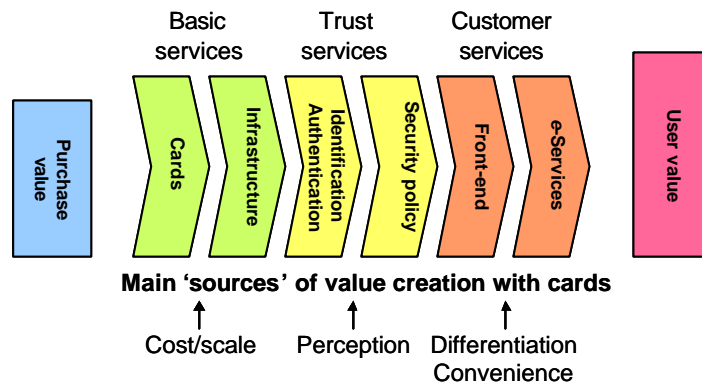 Basic
services
Trust
services
Customer
services
Purchase
value
Cards
Infrastructure
Identification
Authentication
Security policy
Front-end
e-Services
User value
Main ‘sources’ of value creation with cards
Cost/scale
Perception
Differentiation
Convenience